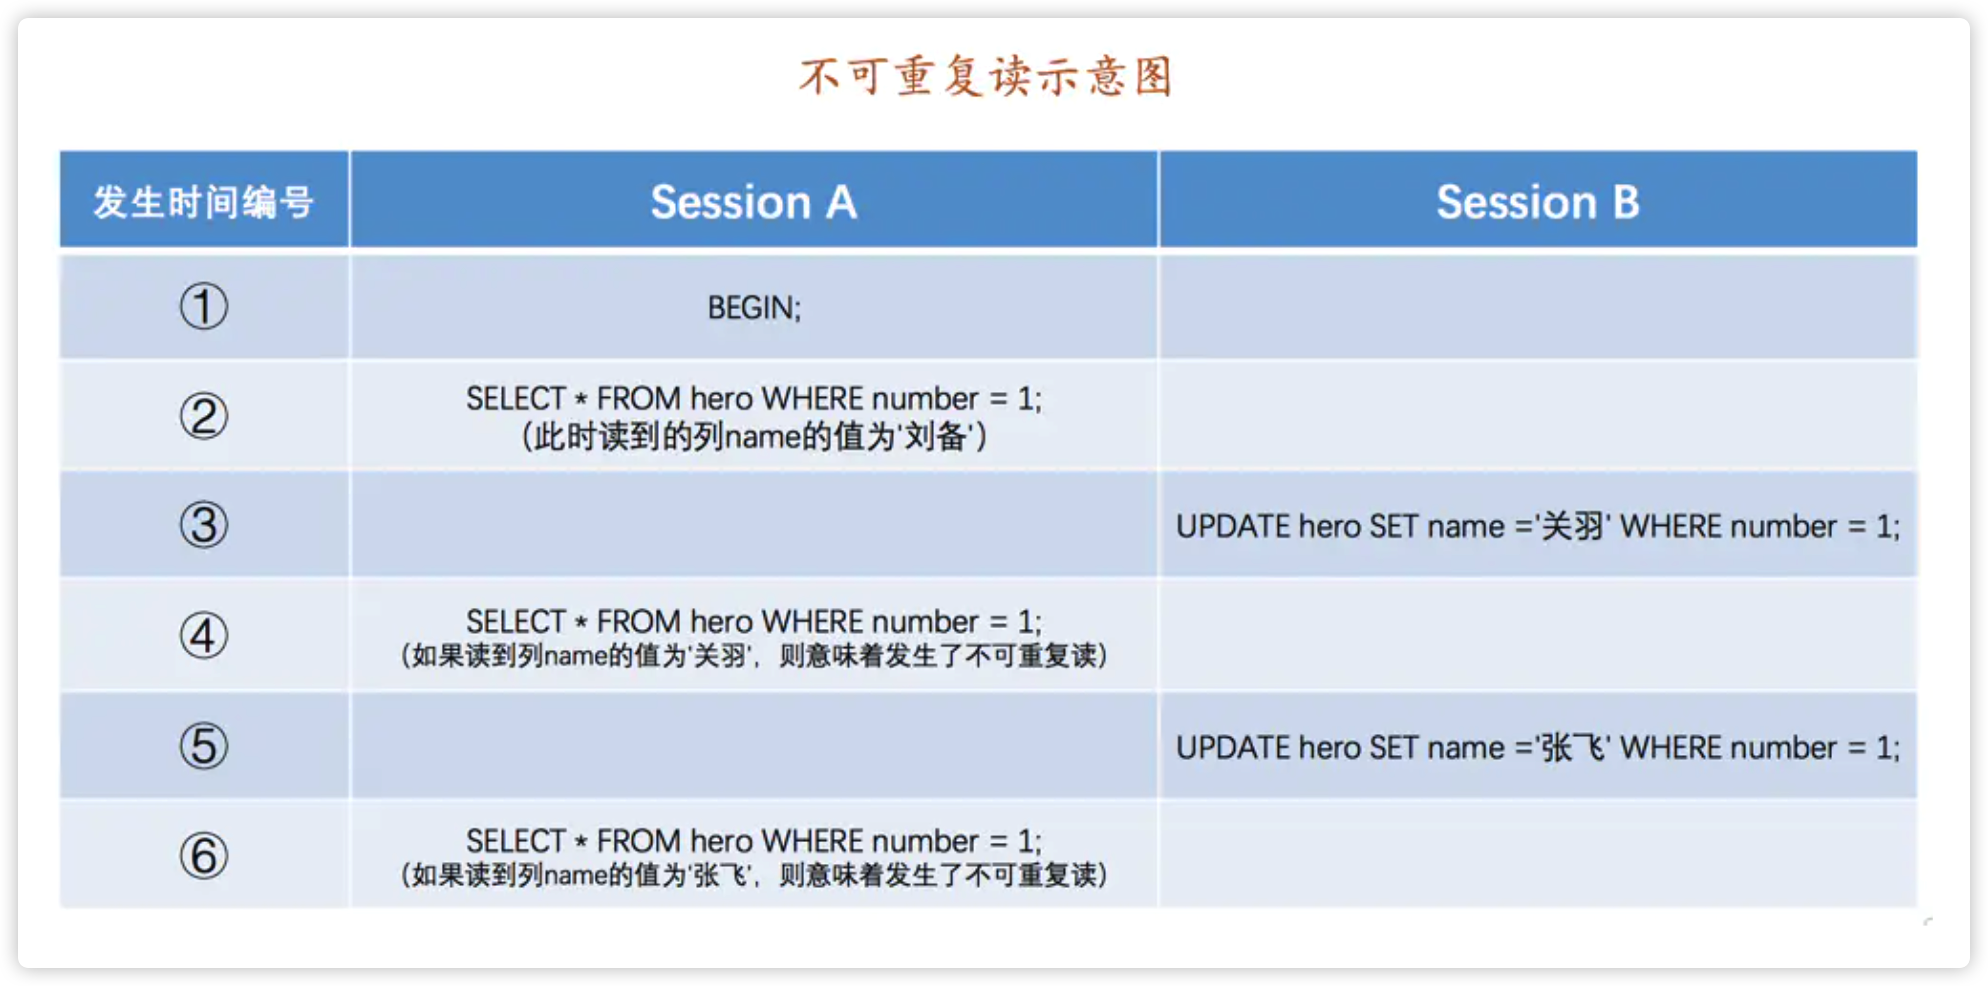 不可重复读示意图
发生时间编号 Session A Session B
① BEGIN;
② SELECT * FROM hero WHERE number = 1;
（此时读到的列name的值为'刘备'）
③ UPDATE hero SET name ='关羽' WHERE number = 1;
④ SELECT * FROM hero WHERE number = 1;
（如果读到列name的值为'关羽'，则意味着发生了不可重复读）
⑤ UPDATE hero SET name ='张飞' WHERE number = 1;
⑥ SELECT * FROM hero WHERE number = 1;
（如果读到列name的值为'张飞'，则意味着发生了不可重复读）